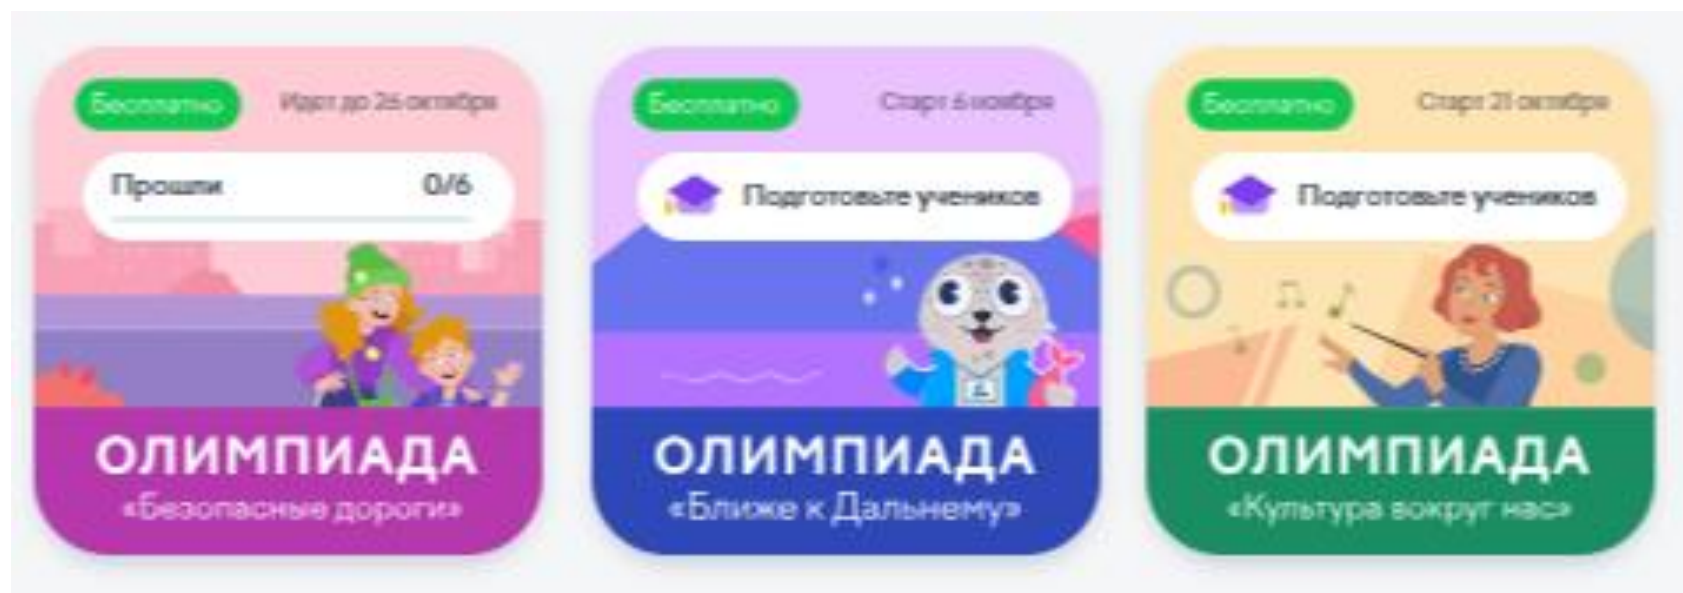 Бесплатно Идет до 26 октября
Прошли 0/6
ОЛИМПИАДА
«Безопасные дороги»
Бесплатно Старт 6 ноября
Подготовьте учеников
ОЛИМПИАДА
«Ближе к Дальнему»
Бесплатно Старт 21 октября
Подготовьте учеников
ОЛИМПИАДА
«Культура вокруг нас»